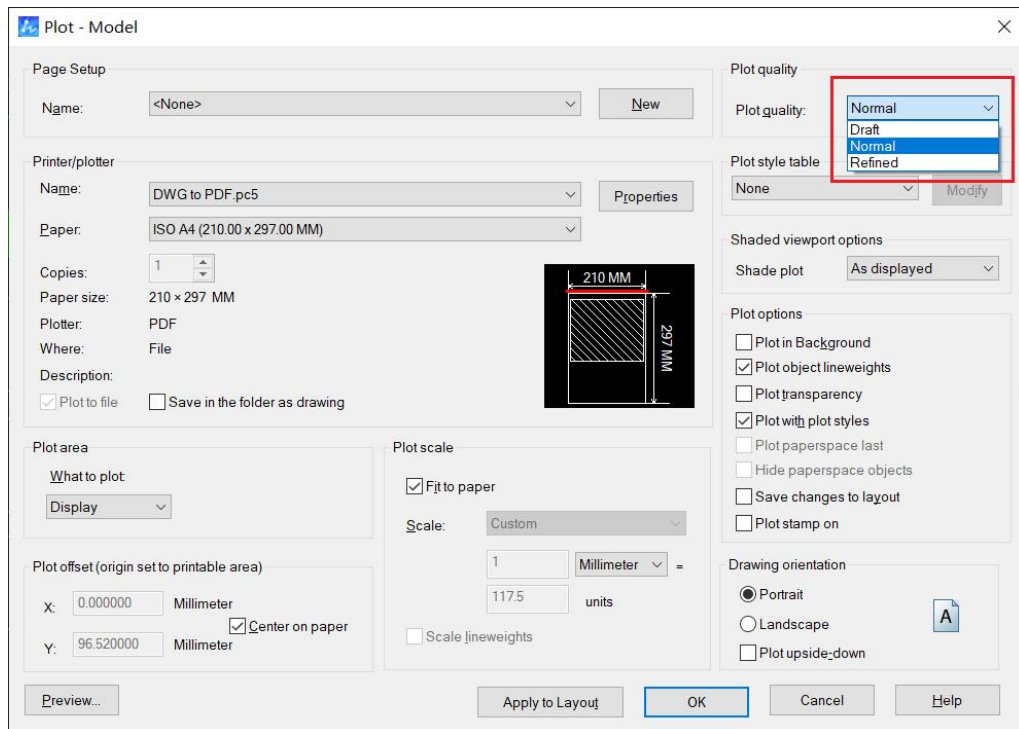 Plot - Model
Page Setup
Name:
<None>
New
Printer/plotter
Name:
DWG to PDF.pc5
Properties
Paper:
ISO A4 (210.00 x 297.00 MM)
Copies:
1
Paper size:
210 × 297 MM
Plotter:
PDF
Where:
File
Description:
Plot to file
Save in the folder as drawing
210 MM
297 MM
Plot area
What to plot:
Display
Plot offset (origin set to printable area)
X:
0.000000
Millimeter
Center on paper
Y:
96.520000
Millimeter
Plot scale
Fit to paper
Scale:
Custom
1
Millimeter
=
117.5
units
Scale lineweights
Plot quality
Plot quality:
Normal
Draft
Normal
Refined
Plot style table
None
Modify
Shaded viewport options
Shade plot
As displayed
Plot options
Plot in Background
Plot object lineweights
Plot transparency
Plot with plot styles
Plot paperspace last
Hide paperspace objects
Save changes to layout
Plot stamp on
Drawing orientation
Portrait
Landscape
A
Plot upside-down
Preview...
Apply to Layout
OK
Cancel
Help